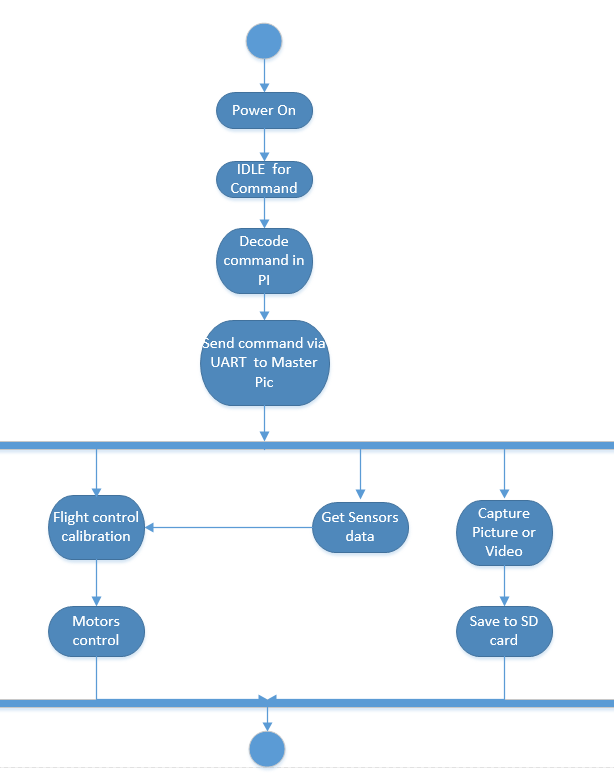 Power On
IDLE for
Command
Decode
command in
PI
Send command via
UART to Master
Pic
Flight control
calibration
Get Sensors
data
Capture
Picture or
Video
Motors
control
Save to SD
card